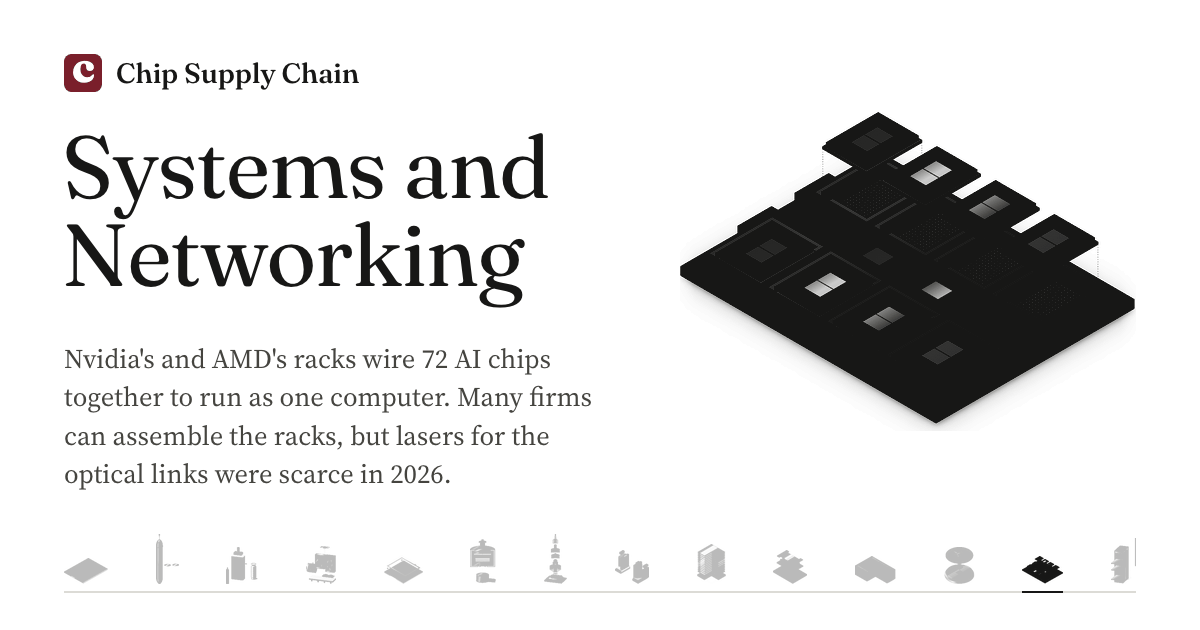 Chip Supply Chain
Systems and
Networking
Nvidia's and AMD's racks wire 72 AI chips
together to run as one computer. Many firms
can assemble the racks, but lasers for the
optical links were scarce in 2026.